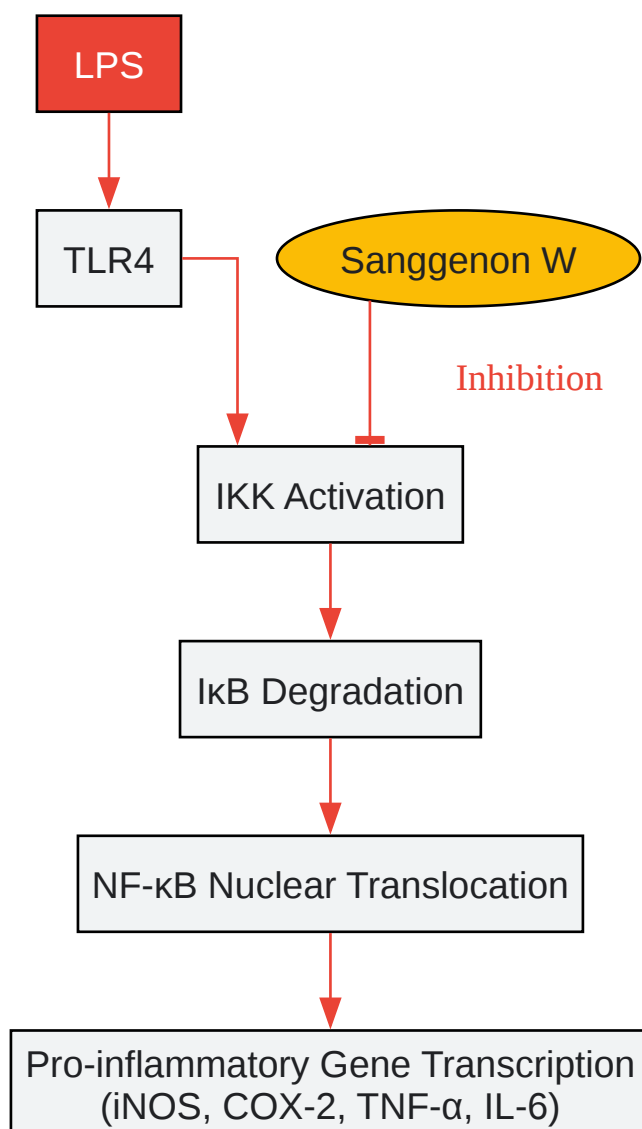 LPS
TLR4
Sanggenon W
Inhibition
IKK Activation
IκB Degradation
NF-κB Nuclear Translocation
Pro-inflammatory Gene Transcription
(iNOS, COX-2, TNF-α, IL-6)